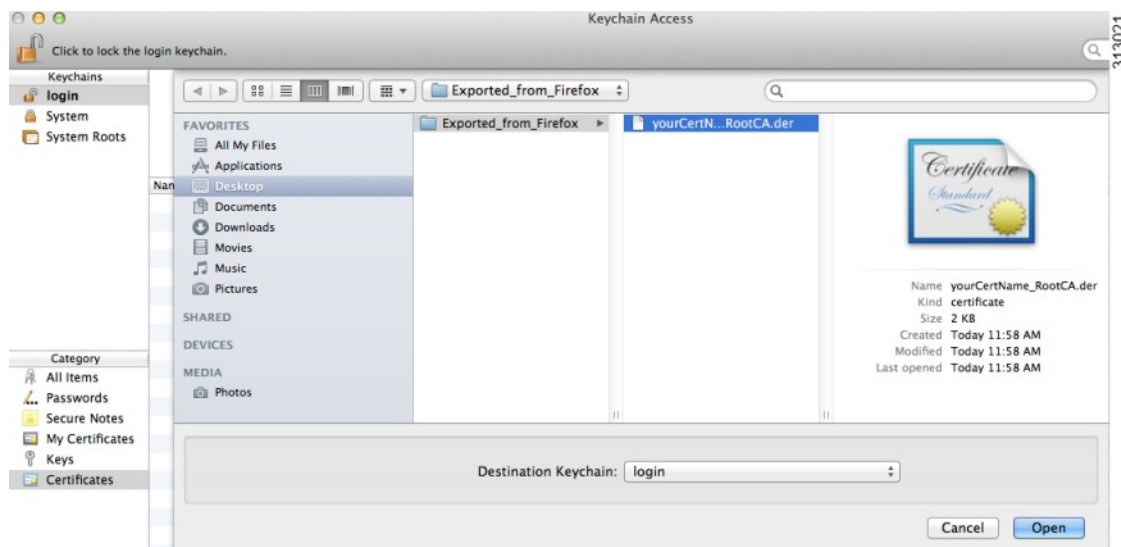 Keychain Access
Click to lock the login keychain.
313021
Keychains
login
System
System Roots
Exported_from_Firefox
FAVORITES
All My Files
Applications
Desktop
Documents
Downloads
Movies
Music
Pictures
SHARED
DEVICES
MEDIA
Photos
Nan
Exported_from_Firefox
yourCertN...RootCA.der
Certificate
Standard
Name yourCertName_RootCA.der
Kind certificate
Size 2 KB
Created Today 11:58 AM
Modified Today 11:58 AM
Last opened Today 11:58 AM
Category
All Items
Passwords
Secure Notes
My Certificates
Keys
Certificates
Destination Keychain: login
Cancel Open